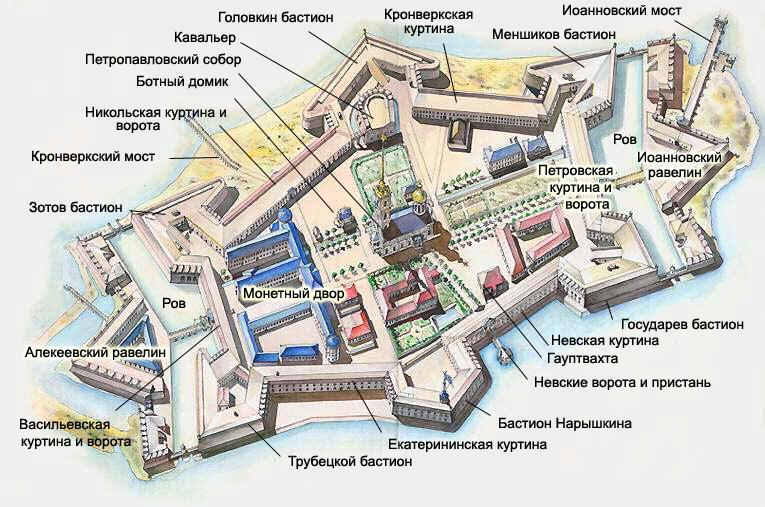 Головкин бастион
Кронверкская
куртина
Иоанновский мост
Кавальер
Меншиков бастион
Петропавловский собор
Ботный домик
Никольская куртина и
ворота
Кронверкский мост
Ров
Иоанновский
равелин
Петровская
куртина и
ворота
Зотов бастион
Монетный двор
Ров
Государев бастион
Невская куртина
Алекеевский равелин
Гауптвахта
Невские ворота и пристань
Васильевская
куртина и ворота
Бастион Нарышкина
Екатерининская куртина
Трубецкой бастион